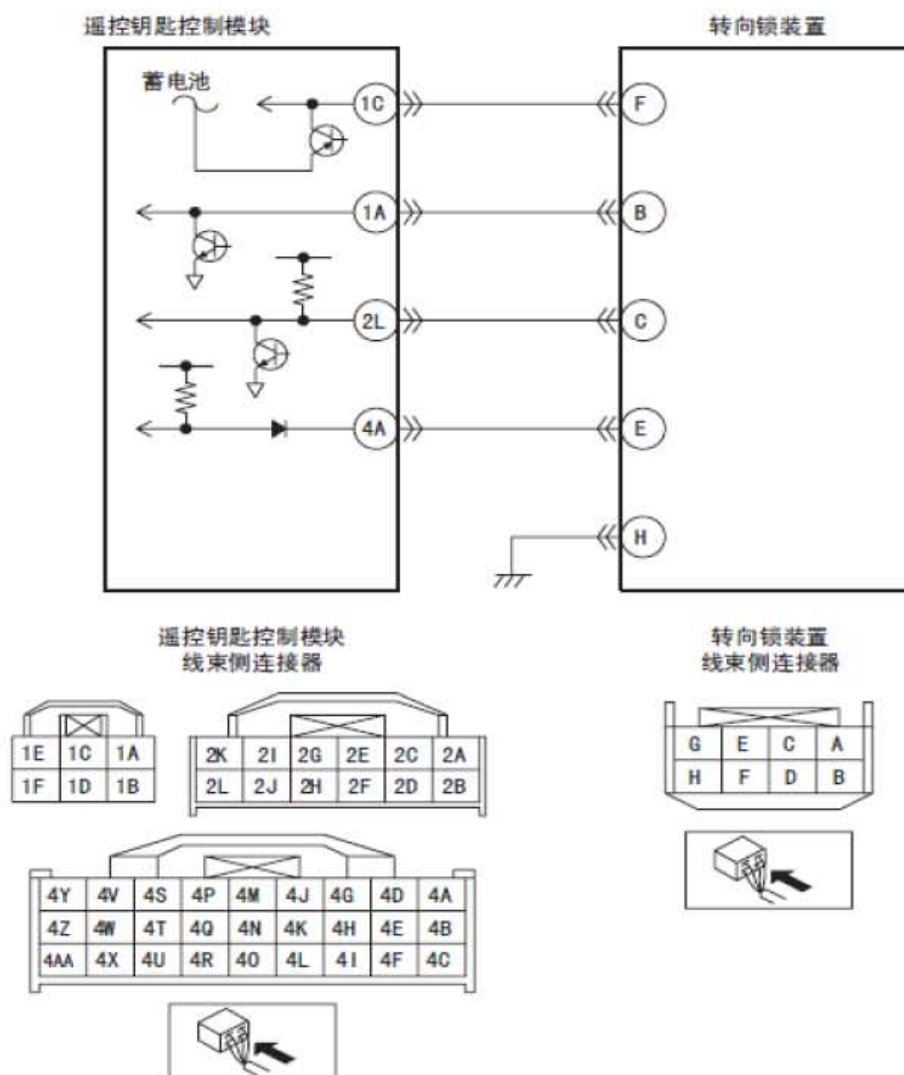 遥控钥匙控制模块
转向锁装置
蓄电池
1C
F
1A
B
2L
C
4A
E
H
遥控钥匙控制模块
线束侧连接器
转向锁装置
线束侧连接器
1E 1C 1A
1F 1D 1B
2K 2I 2G 2E 2C 2A
2L 2J 2H 2F 2D 2B
G E C A
H F D B
4Y 4V 4S 4P 4M 4J 4G 4D 4A
4Z 4W 4T 4Q 4N 4K 4H 4E 4B
4AA 4X 4U 4R 4O 4L 4I 4F 4C